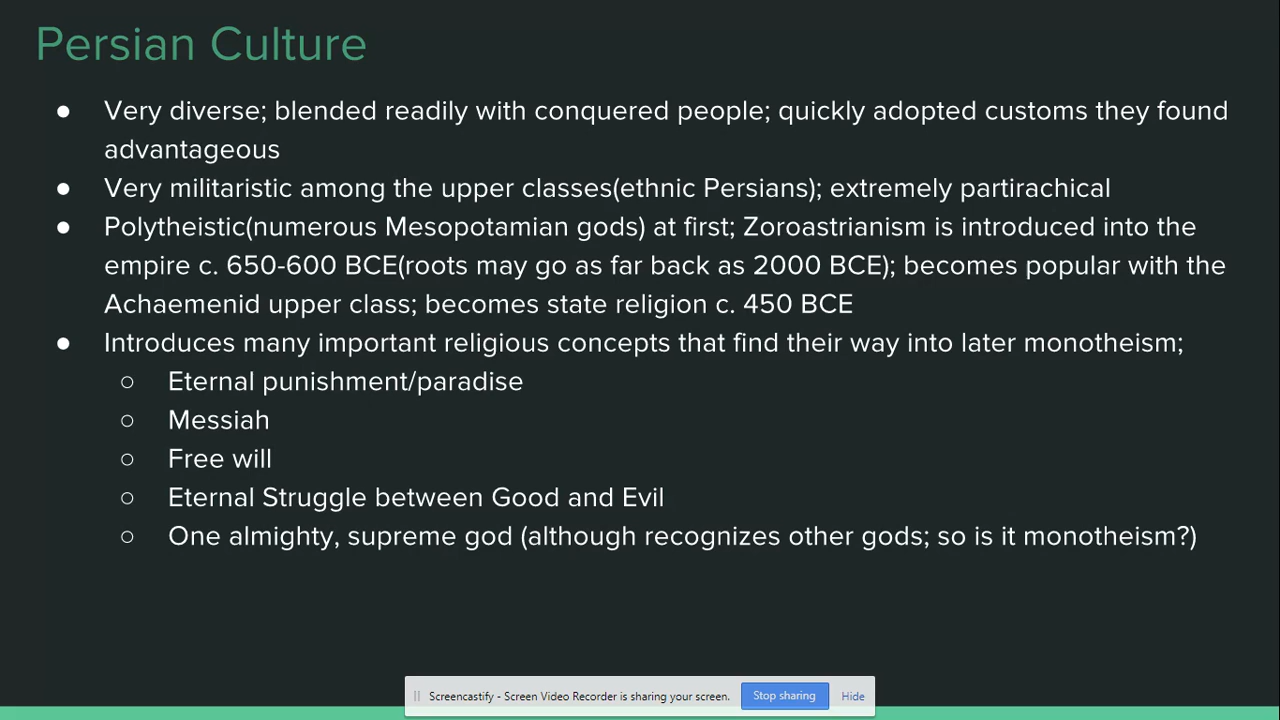 Persian Culture
● Very diverse; blended readily with conquered people; quickly adopted customs they found
advantageous
● Very militaristic among the upper classes(ethnic Persians); extremely partirachical
● Polytheistic(numerous Mesopotamian gods) at first; Zoroastrianism is introduced into the
empire c. 650-600 BCE(roots may go as far back as 2000 BCE); becomes popular with the
Achaemenid upper class; becomes state religion c. 450 BCE
● Introduces many important religious concepts that find their way into later monotheism;
○ Eternal punishment/paradise
○ Messiah
○ Free will
○ Eternal Struggle between Good and Evil
○ One almighty, supreme god (although recognizes other gods; so is it monotheism?)
Screencastify - Screen Video Recorder is sharing your screen. Stop sharing Hide